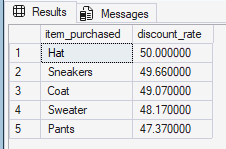 Results Messages
item_purchased discount_rate
1 Hat 50.000000
2 Sneakers 49.660000
3 Coat 49.070000
4 Sweater 48.170000
5 Pants 47.370000